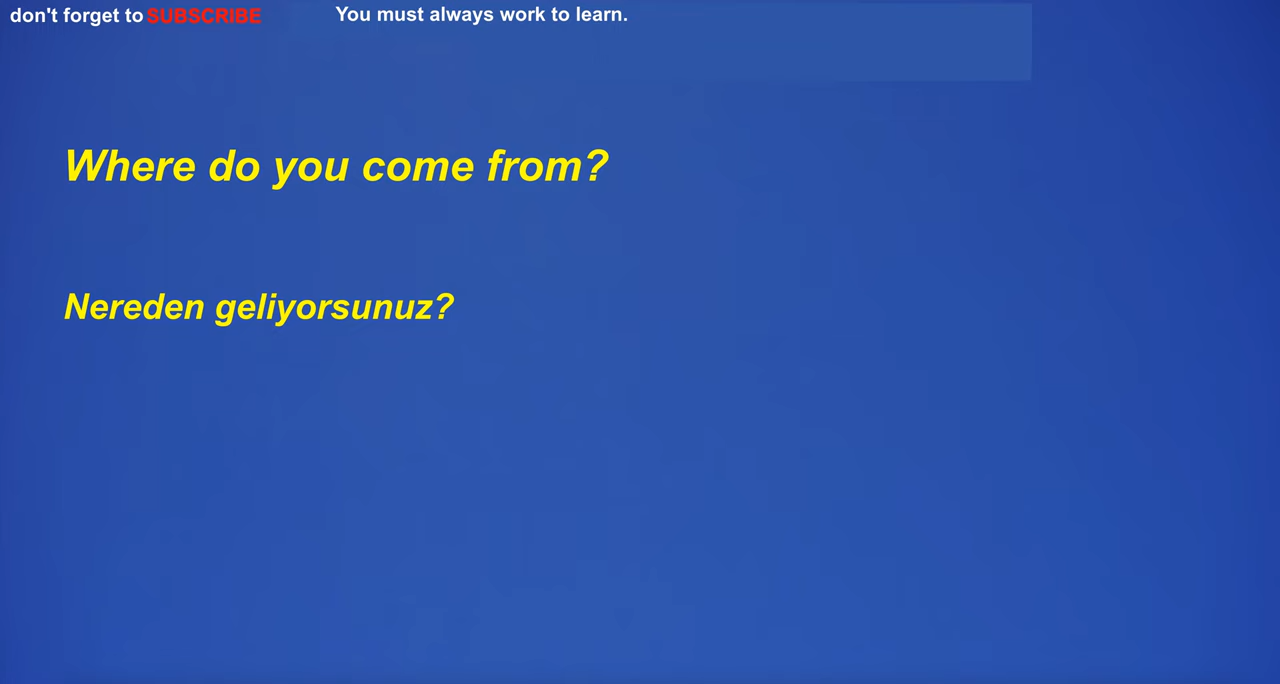 don't forget to SUBSCRIBE
You must always work to learn.
Where do you come from?
Nereden geliyorsunuz?